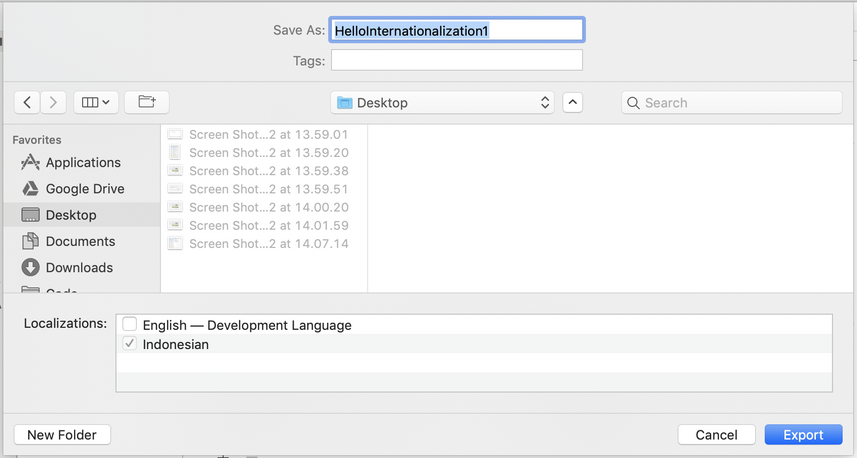 Save As: HelloInternationalization1
Tags:
Desktop
Search
Favorites
Applications
Google Drive
Desktop
Documents
Downloads
Screen Shot...2 at 13.59.01
Screen Shot...2 at 13.59.20
Screen Shot...2 at 13.59.38
Screen Shot...2 at 13.59.51
Screen Shot...2 at 14.00.20
Screen Shot...2 at 14.01.59
Screen Shot...2 at 14.07.14
Localizations:
English — Development Language
Indonesian
New Folder
Cancel
Export